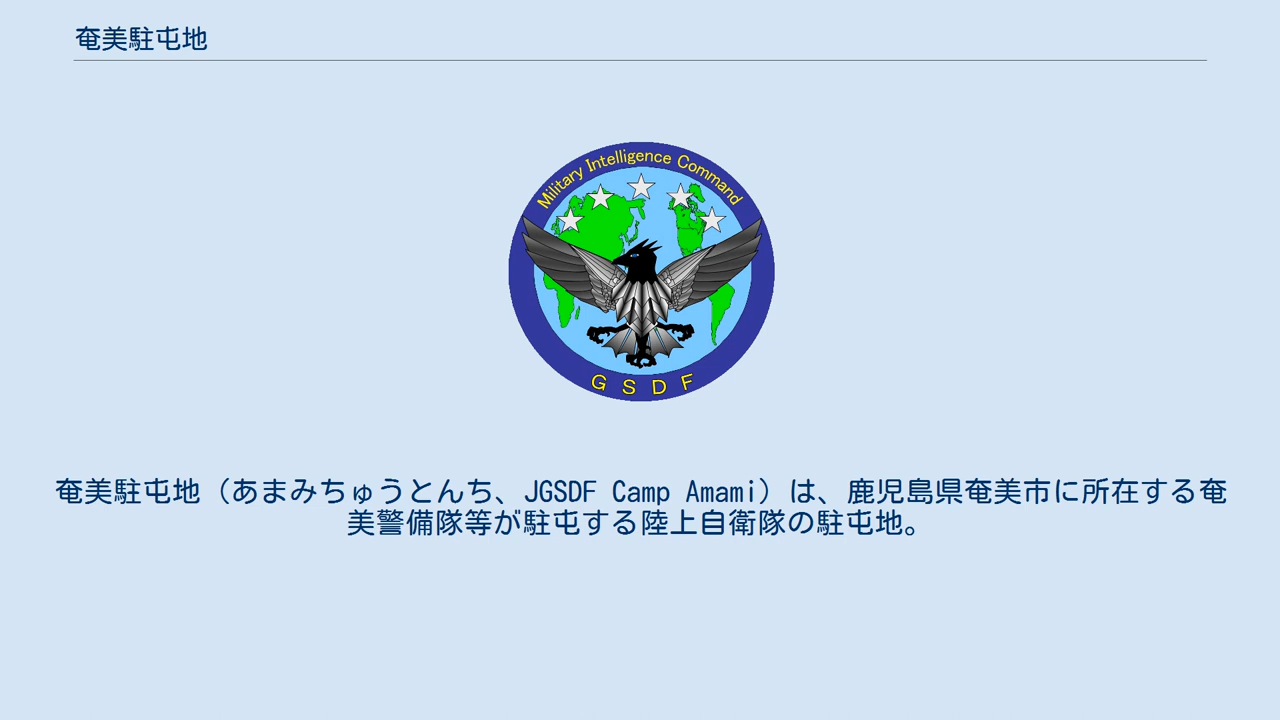 奄美駐屯地
Military Intelligence Command
GSDF
奄美駐屯地（あまみちゅうとんち、JGSDF Camp Amami）は、鹿児島県奄美市に所在する奄
美警備隊等が駐屯する陸上自衛隊の駐屯地。